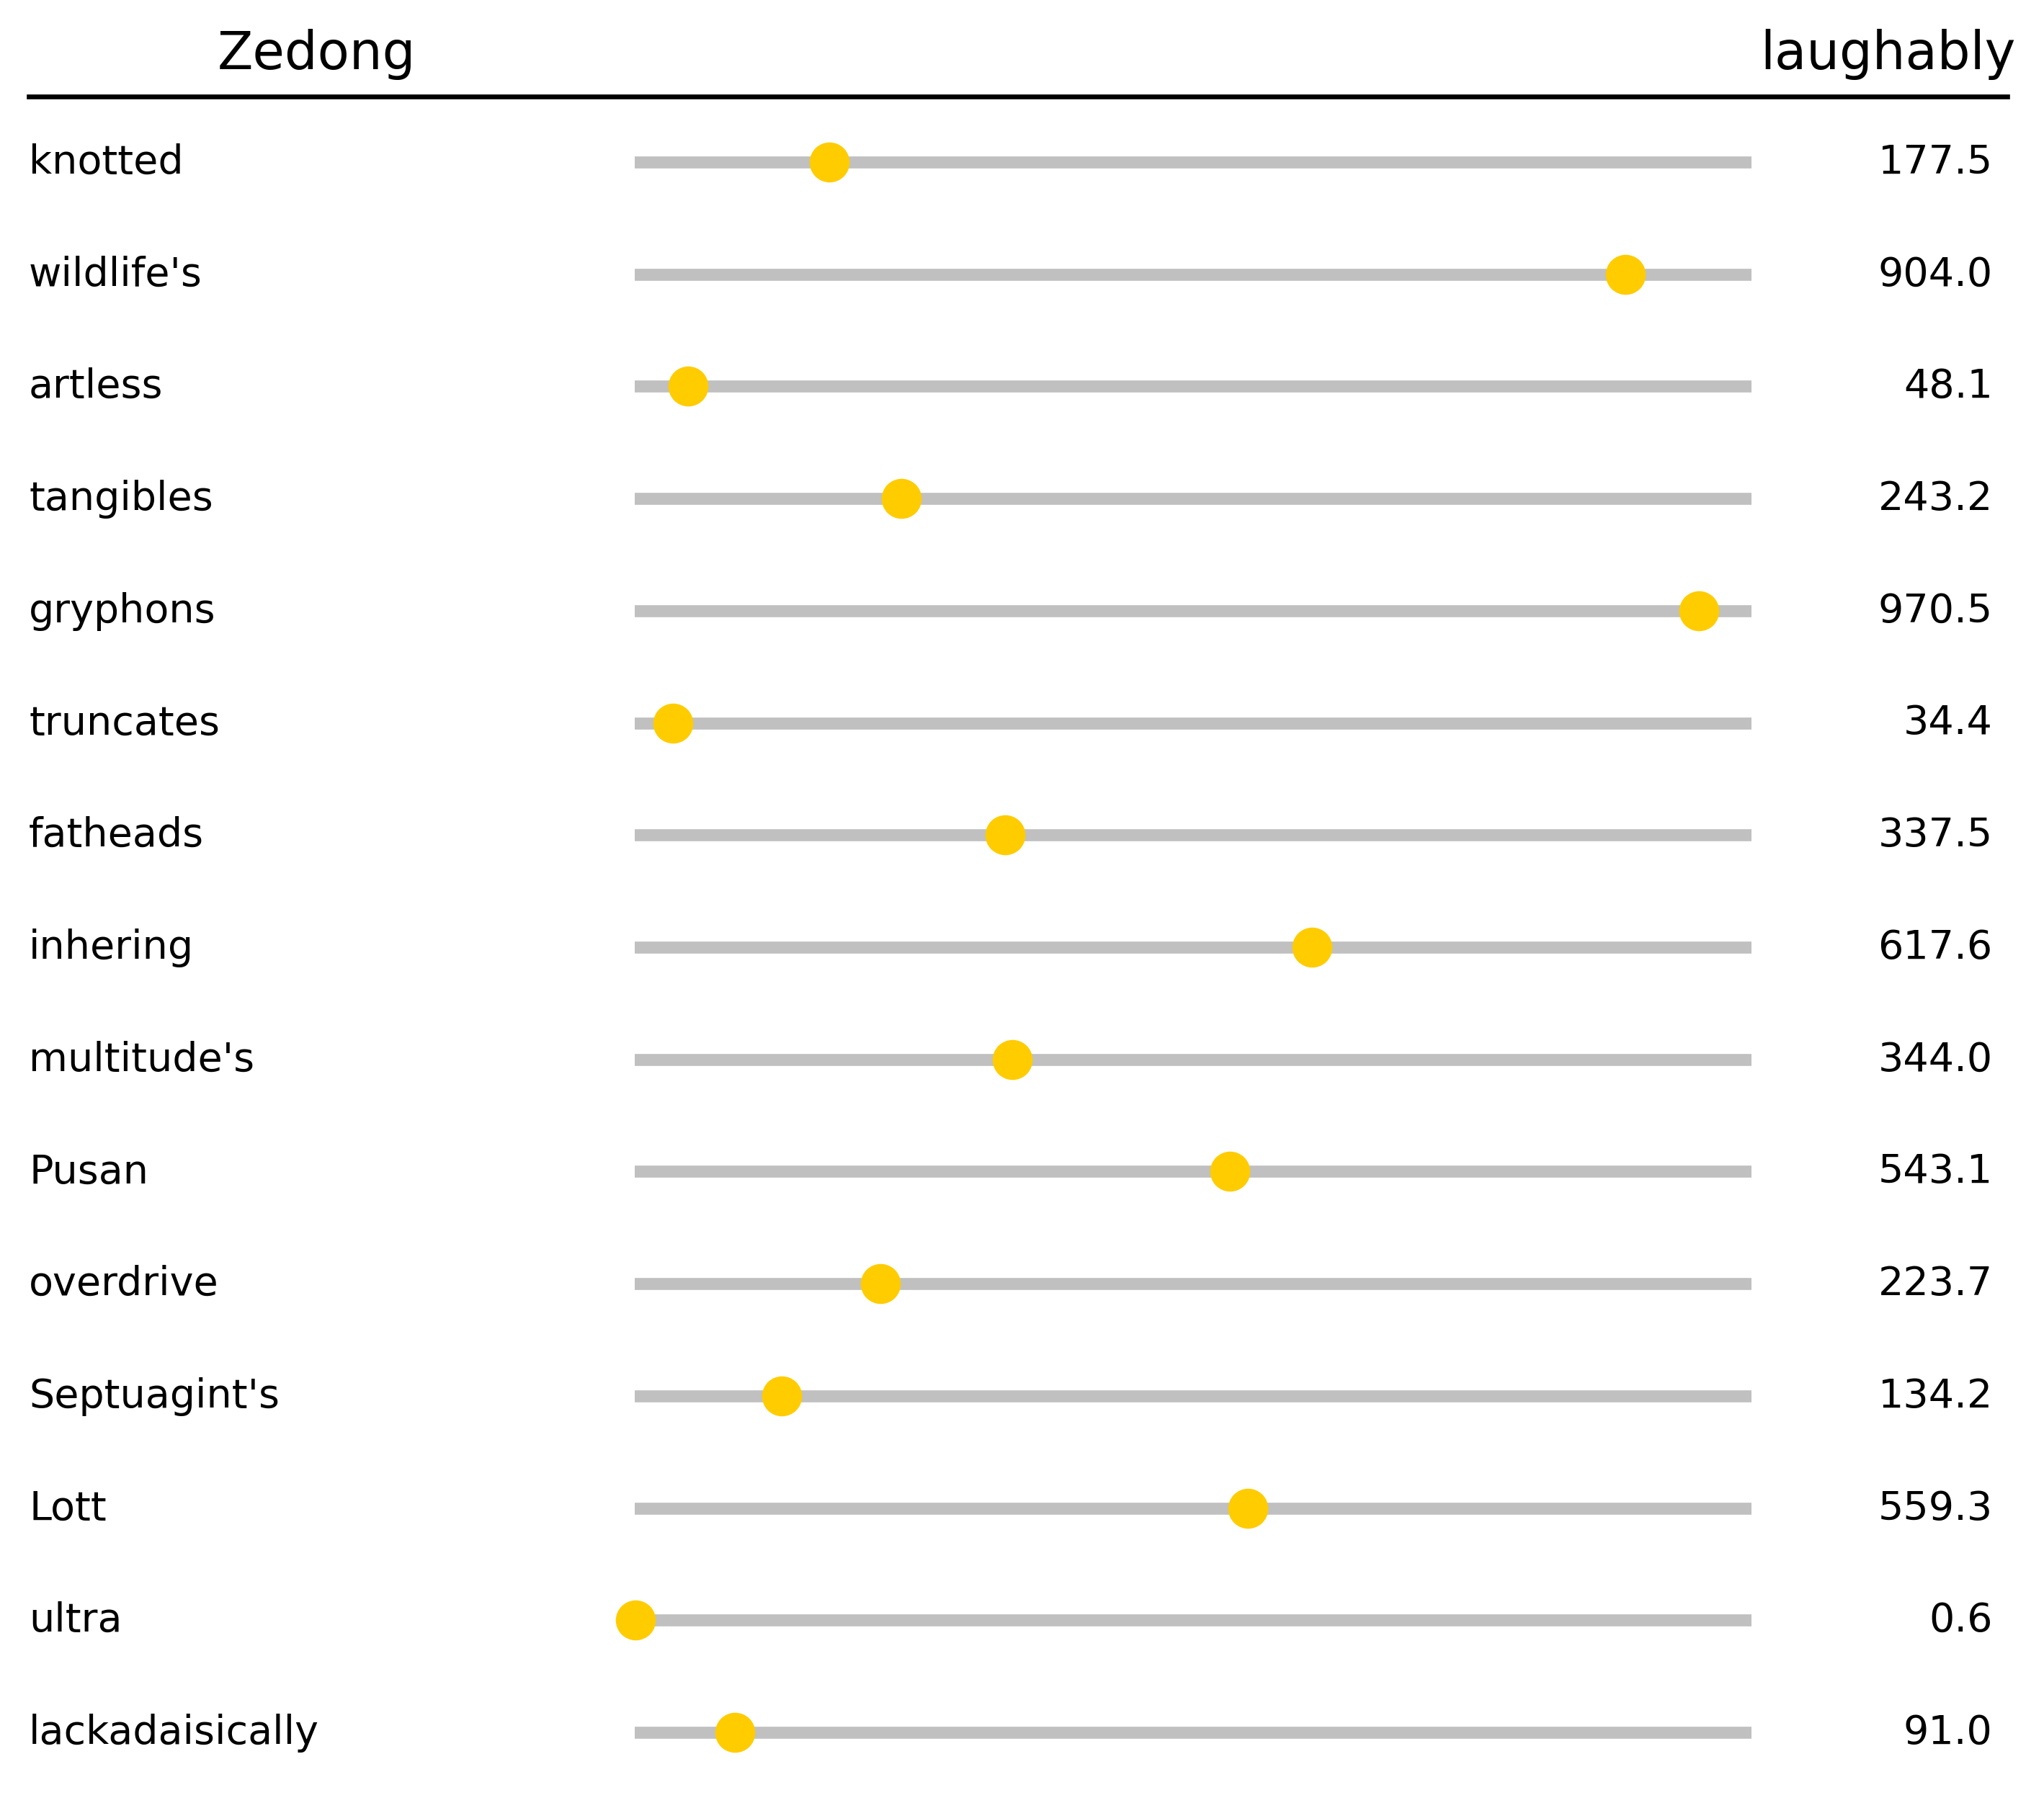 Zedong laughably
knotted 177.5
wildlife's 904.0
artless 48.1
tangibles 243.2
gryphons 970.5
truncates 34.4
fatheads 337.5
inhering 617.6
multitude's 344.0
Pusan 543.1
overdrive 223.7
Septuagint's 134.2
Lott 559.3
ultra 0.6
lackadaisically 91.0